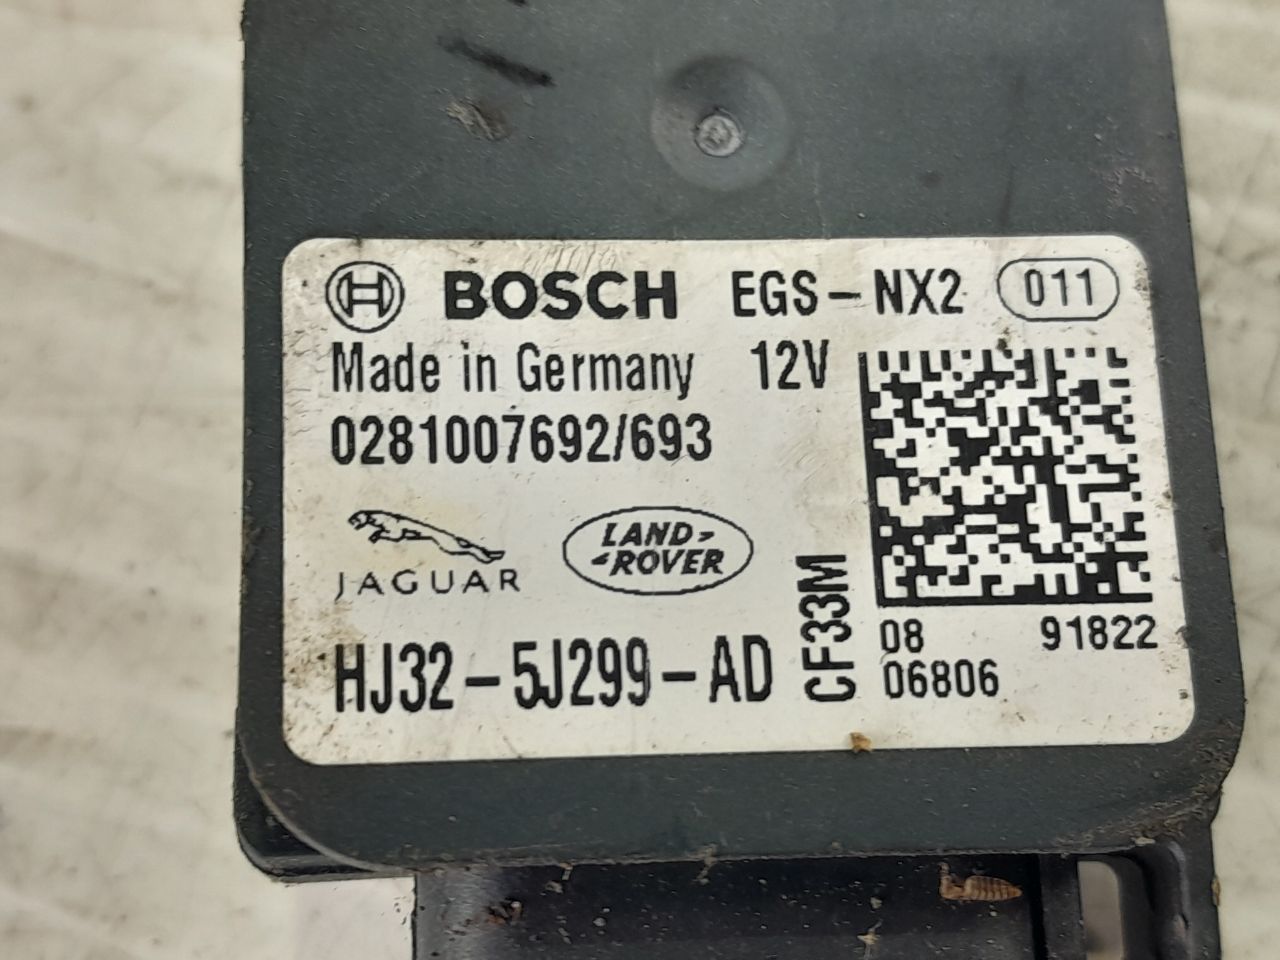 BOSCH EGS-NX2 011
Made in Germany 12V
0281007692/693
JAGUAR
LAND-
-ROVER
CF33M
HJ32-5J299-AD
08 91822
06806